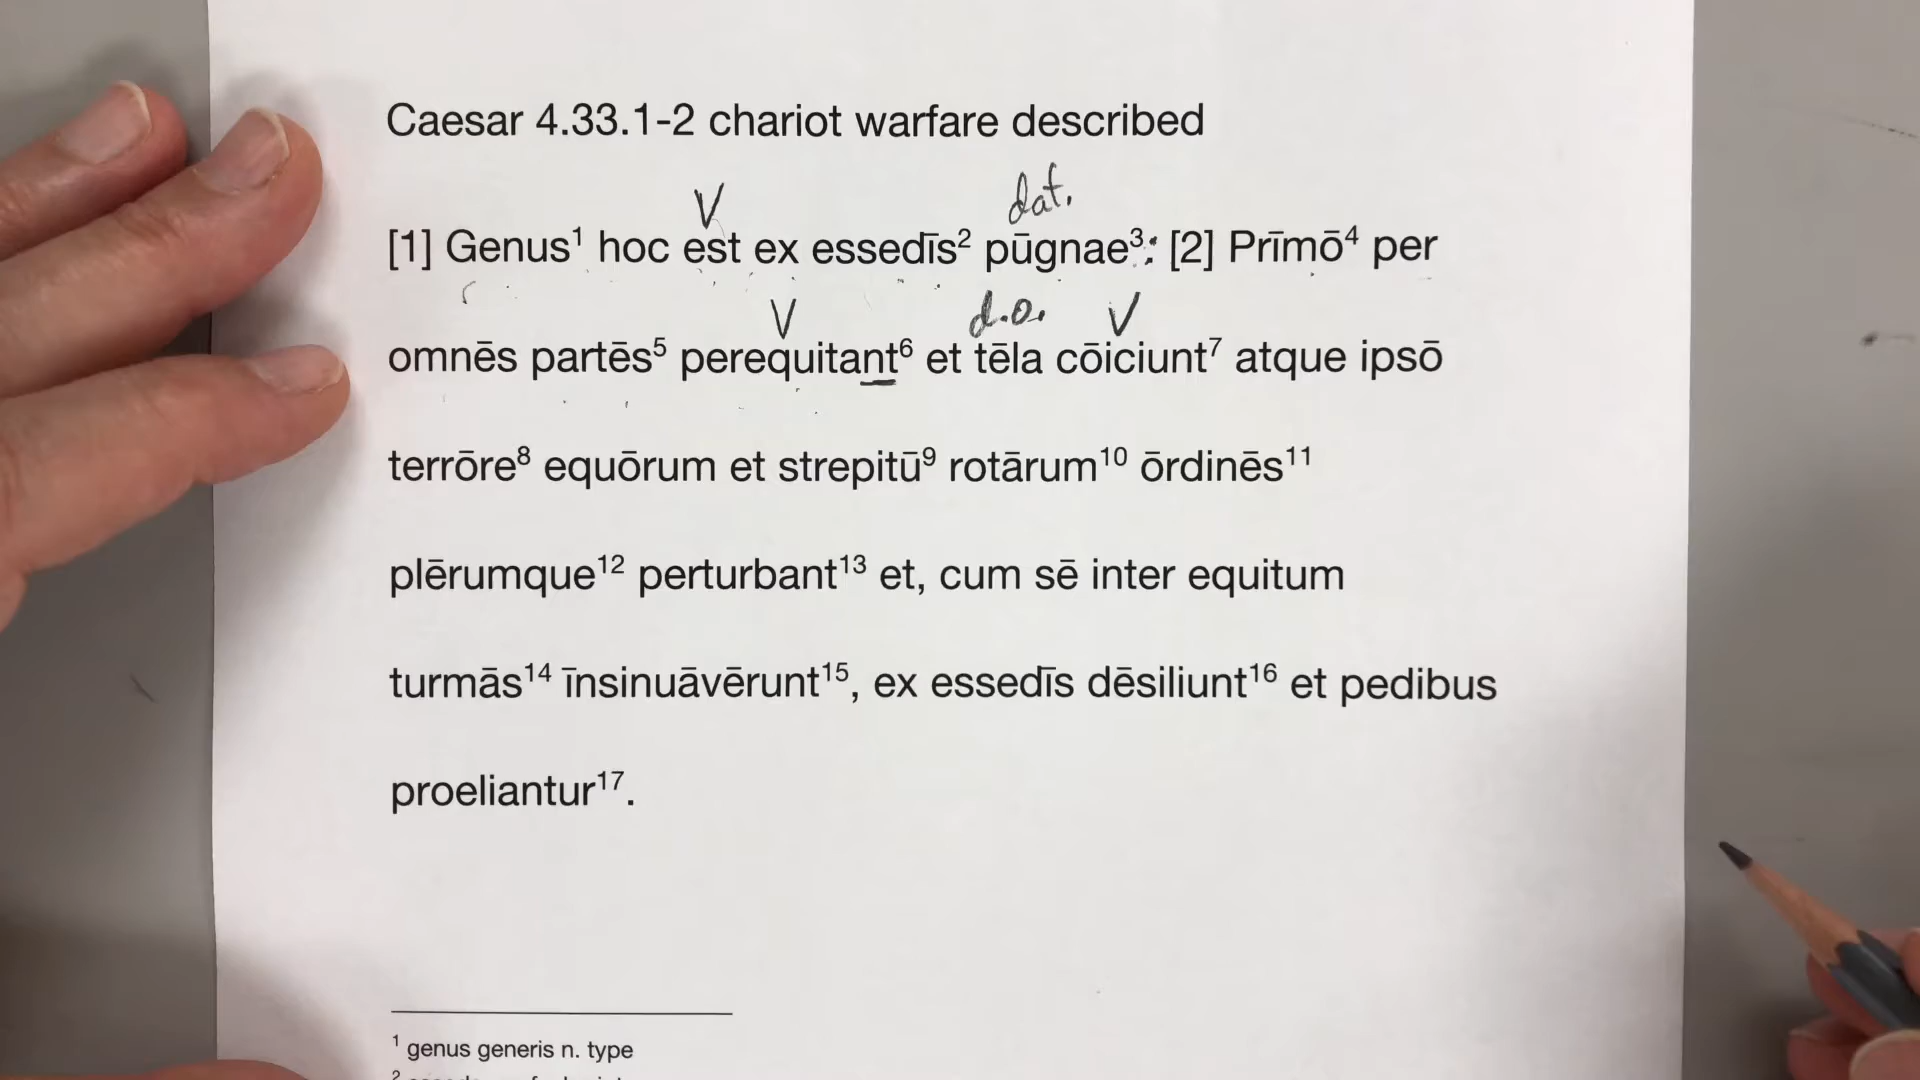 Caesar 4.33.1-2 chariot warfare described
V dat.
[1] Genus¹ hoc est ex essedīs² pūgnae³: [2] Prīmō⁴ per
V d.o. V
omnēs partēs⁵ perequitant⁶ et tēla cōiciunt⁷ atque ipsō
terrōre⁸ equōrum et strepitū⁹ rotārum¹⁰ ōrdinēs¹¹
plērumque¹² perturbant¹³ et, cum sē inter equitum
turmās¹⁴ īnsinuāvērunt¹⁵, ex essedīs dēsiliunt¹⁶ et pedibus
proeliantur¹⁷.
¹ genus generis n. type
²